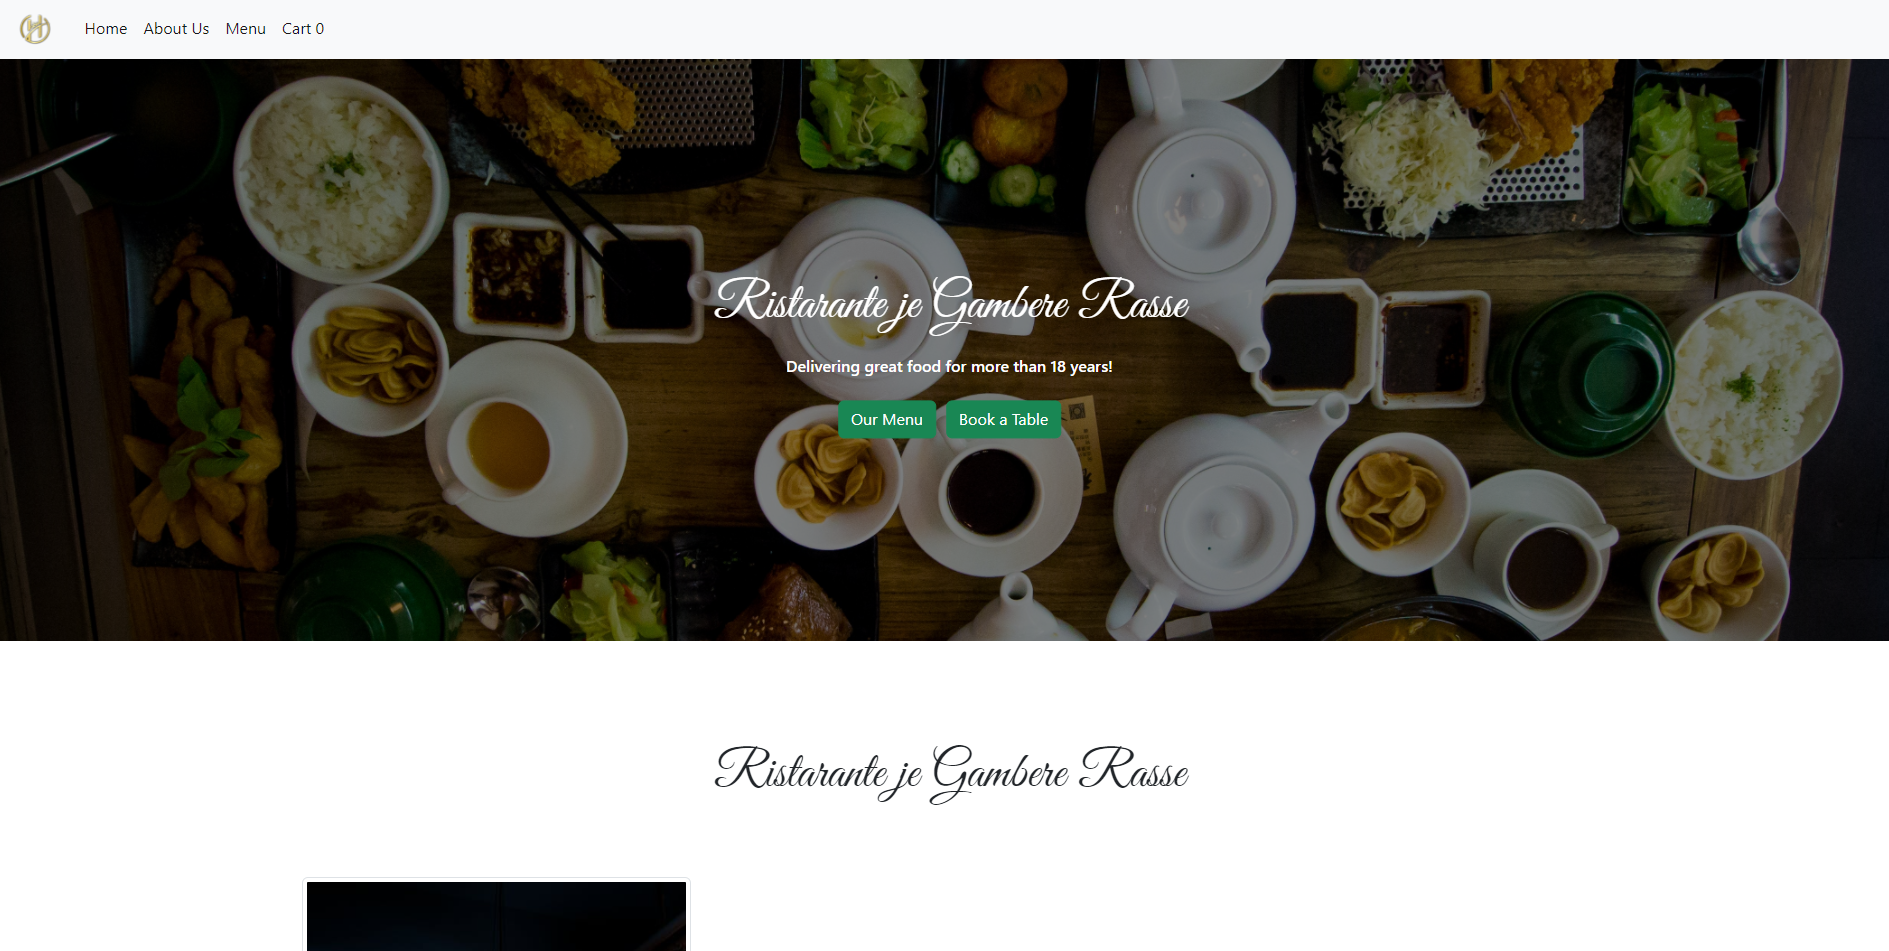 Home About Us Menu Cart 0
Ristarante je Gambere Rasse
Delivering great food for more than 18 years!
Our Menu Book a Table
Ristarante je Gambere Rasse